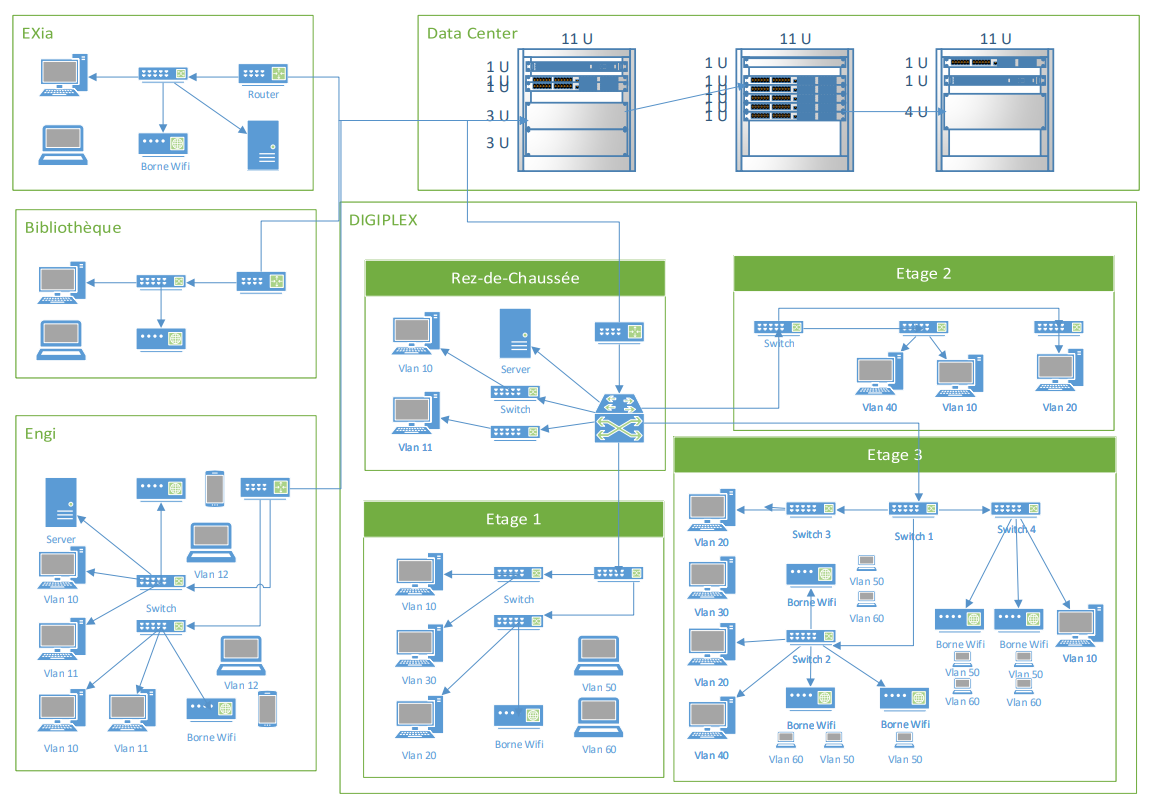 EXia
Router
Borne Wifi
Data Center
11 U
11 U
11 U
1 U
1 U
1 U
3 U
3 U
1 U
1 U
1 U
1 U
1 U
1 U
1 U
1 U
4 U
Bibliothèque
DIGIPLEX
Rez-de-Chaussée
Vlan 10
Server
Switch
Vlan 11
Etage 2
Switch
Vlan 40
Vlan 10
Vlan 20
Engi
Server
Vlan 12
Vlan 10
Switch
Vlan 11
Vlan 12
Vlan 10
Vlan 11
Borne Wifi
Etage 1
Vlan 10
Switch
Vlan 30
Vlan 50
Vlan 20
Borne Wifi
Vlan 60
Etage 3
Vlan 20
Switch 3
Switch 1
Switch 4
Vlan 50
Vlan 30
Borne Wifi
Vlan 60
Vlan 20
Switch 2
Borne Wifi
Borne Wifi
Vlan 10
Vlan 50
Vlan 50
Vlan 60
Vlan 60
Vlan 40
Borne Wifi
Borne Wifi
Vlan 60
Vlan 50
Vlan 50